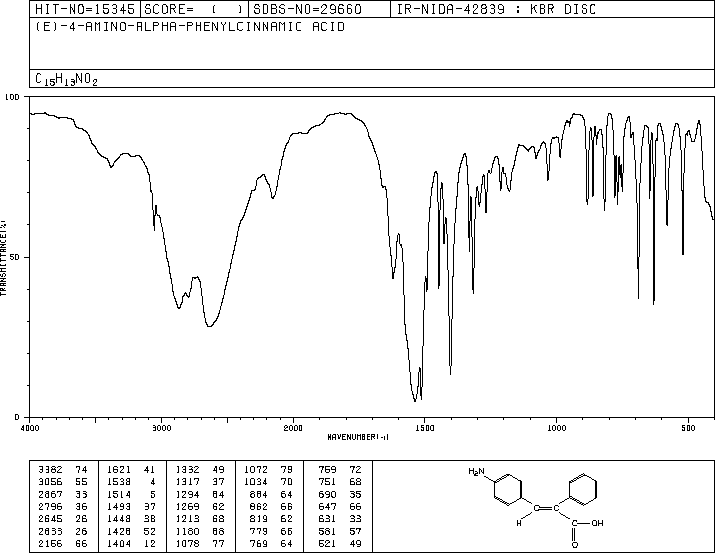 HIT-NO=15345 SCORE= ( ) SDBS-NO=29660 IR-NIDA-42839 : KBR DISC
(E)-4-AMINO-ALPHA-PHENYLCINNAMIC ACID
C15H13NO2
100
50
0
TRANSMITTANCE(%)
4000 3000 2000 1500 1000 500
WAVENUMBER(-1)
3382 74 1621 41 1332 49 1072 79 759 72
3056 55 1538 4 1317 37 1034 70 751 68
2867 33 1514 5 1294 64 884 64 690 35
2796 36 1493 37 1269 62 862 66 647 66
2645 26 1448 38 1213 68 819 62 631 33
2633 26 1428 52 1180 68 779 66 581 57
2156 66 1404 12 1078 77 769 64 521 49
H2N
H
C
OH
O